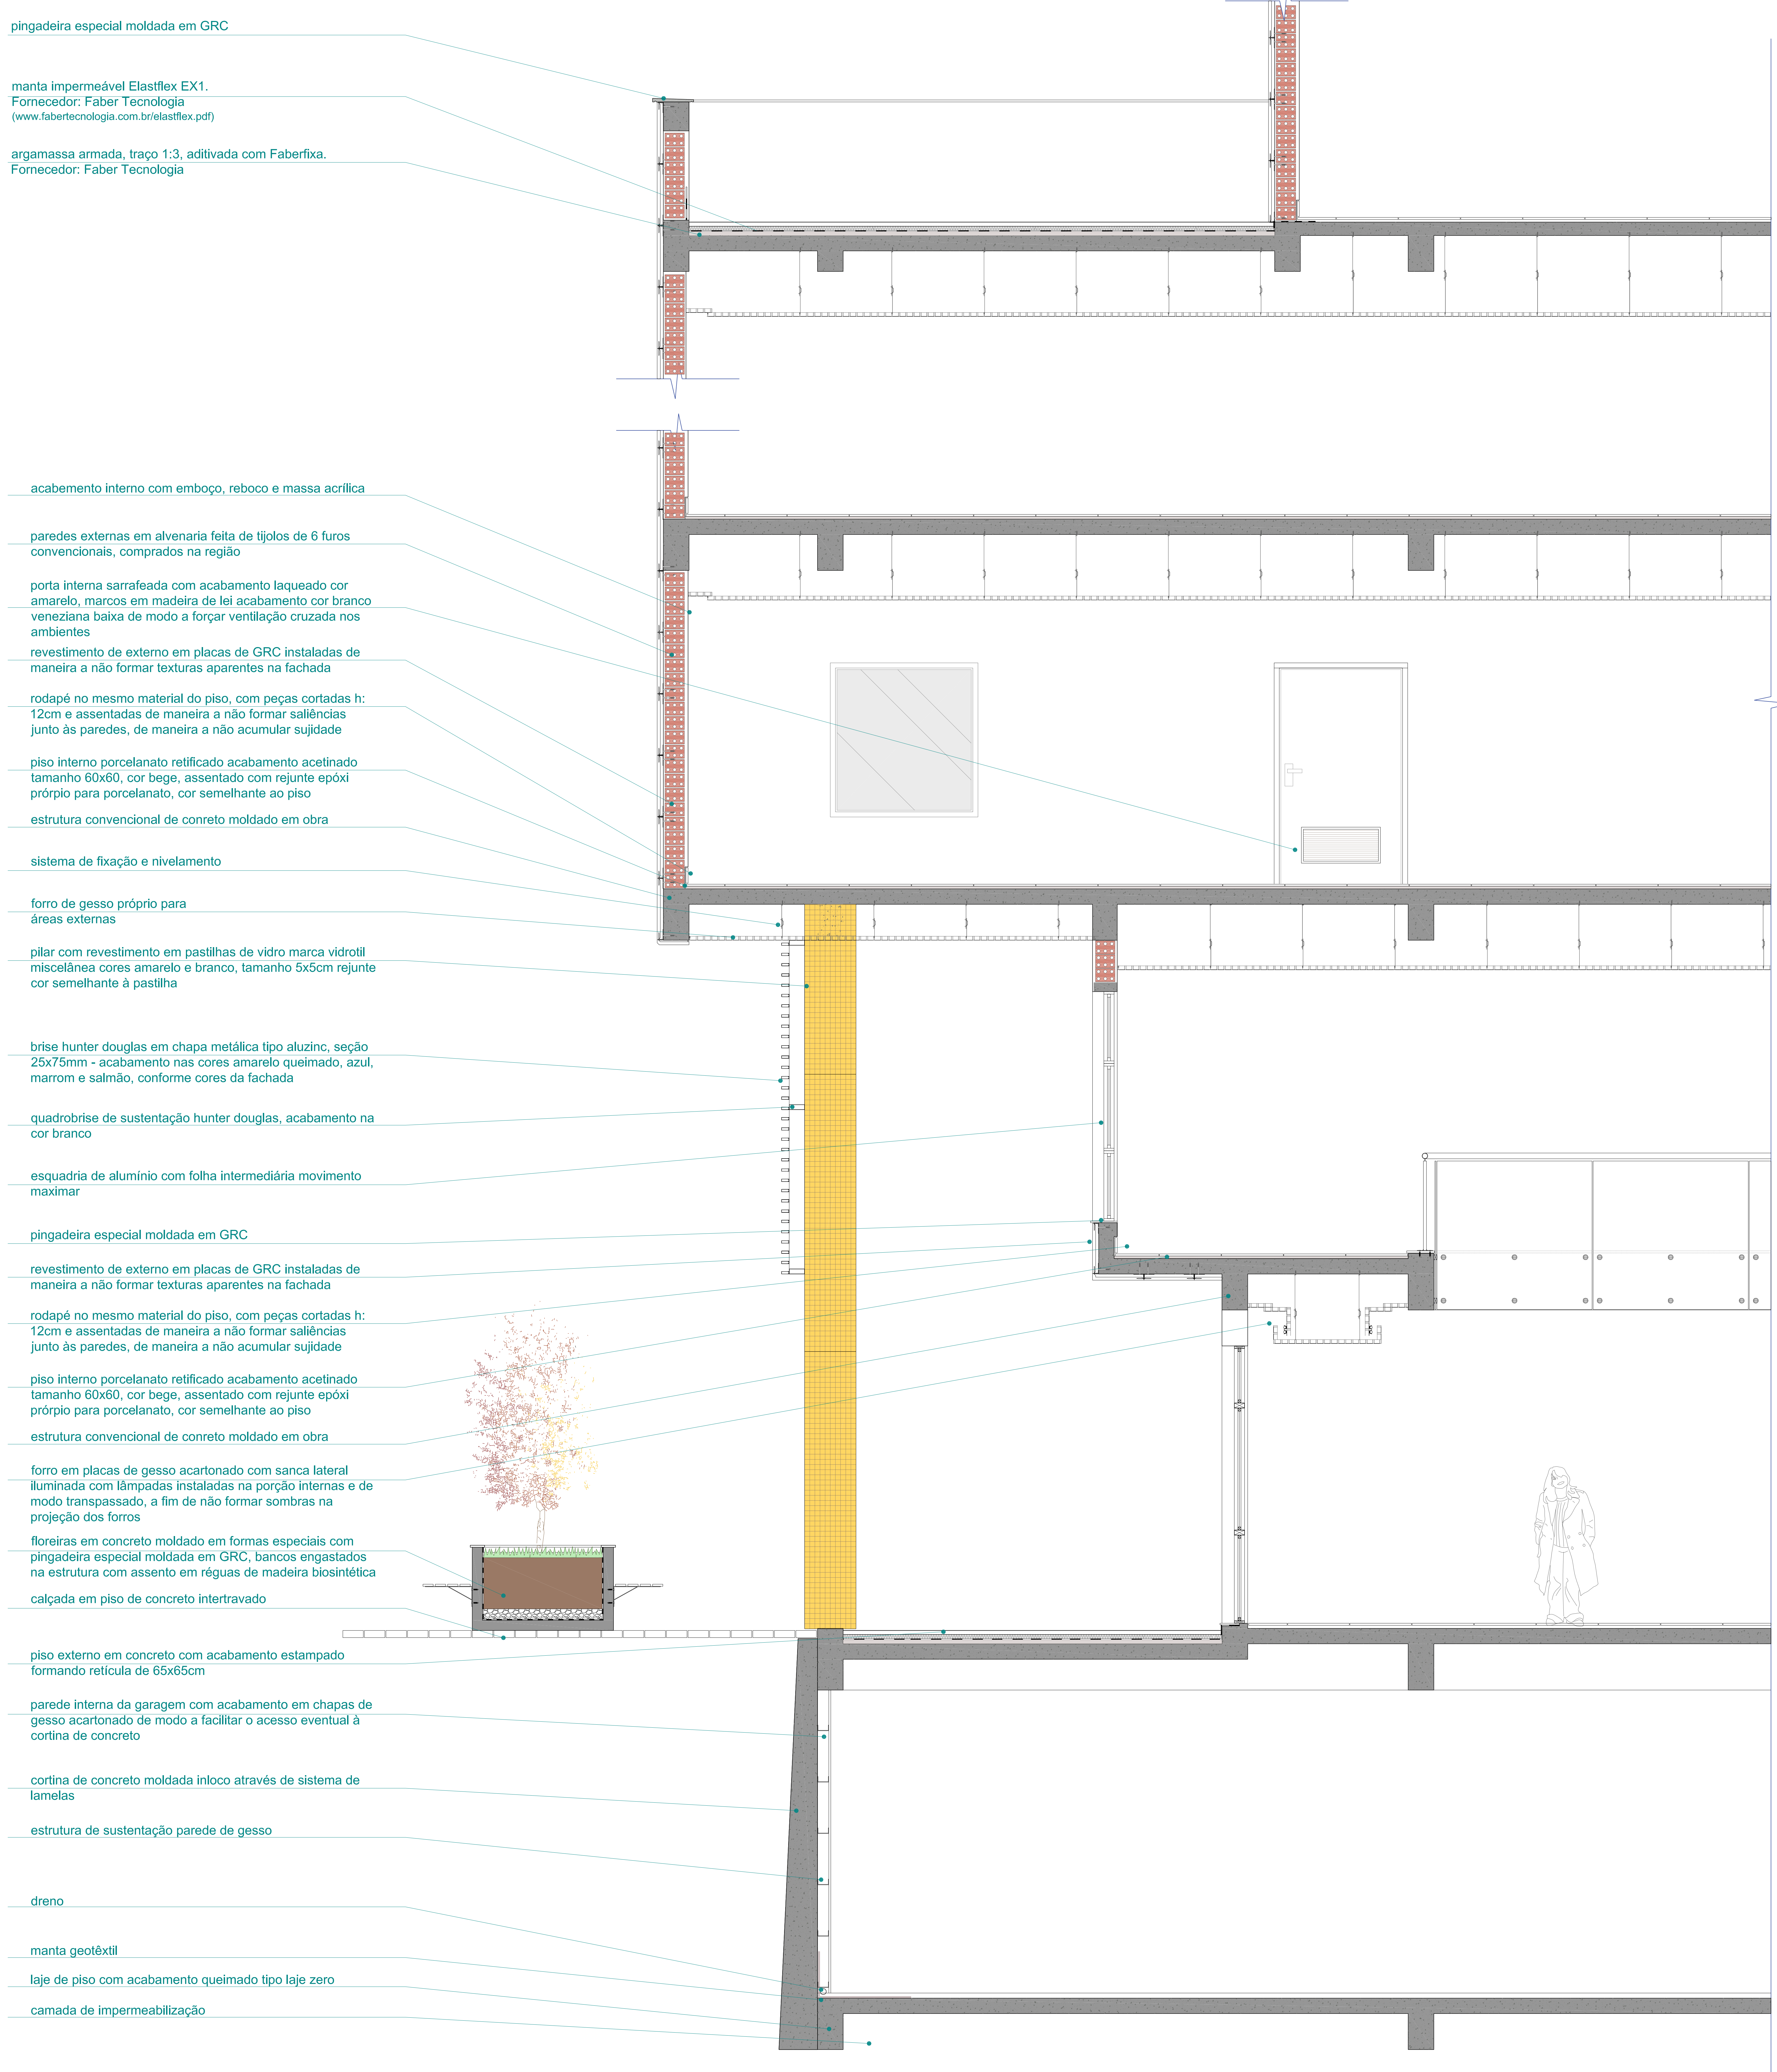 pingadeira especial moldada em GRC
manta impermeável Elastflex EX1.
Fornecedor: Faber Tecnologia
(www.fabertecnologia.com.br/elastflex.pdf)
argamassa armada, traço 1:3, aditivada com Faberfixa.
Fornecedor: Faber Tecnologia
acabemento interno com emboço, reboco e massa acrílica
paredes externas em alvenaria feita de tijolos de 6 furos
convencionais, comprados na região
porta interna sarrafeada com acabamento laqueado cor
amarelo, marcos em madeira de lei acabamento cor branco
veneziana baixa de modo a forçar ventilação cruzada nos
ambientes
revestimento de externo em placas de GRC instaladas de
maneira a não formar texturas aparentes na fachada
rodapé no mesmo material do piso, com peças cortadas h:
12cm e assentadas de maneira a não formar saliências
junto às paredes, de maneira a não acumular sujidade
piso interno porcelanato retificado acabamento acetinado
tamanho 60x60, cor bege, assentado com rejunte epóxi
prórpio para porcelanato, cor semelhante ao piso
estrutura convencional de conreto moldado em obra
sistema de fixação e nivelamento
forro de gesso próprio para
áreas externas
pilar com revestimento em pastilhas de vidro marca vidrotil
miscelânea cores amarelo e branco, tamanho 5x5cm rejunte
cor semelhante à pastilha
brise hunter douglas em chapa metálica tipo aluzinc, seção
25x75mm - acabamento nas cores amarelo queimado, azul,
marrom e salmão, conforme cores da fachada
quadrobrise de sustentação hunter douglas, acabamento na
cor branco
esquadria de alumínio com folha intermediária movimento
maximar
pingadeira especial moldada em GRC
revestimento de externo em placas de GRC instaladas de
maneira a não formar texturas aparentes na fachada
rodapé no mesmo material do piso, com peças cortadas h:
12cm e assentadas de maneira a não formar saliências
junto às paredes, de maneira a não acumular sujidade
piso interno porcelanato retificado acabamento acetinado
tamanho 60x60, cor bege, assentado com rejunte epóxi
prórpio para porcelanato, cor semelhante ao piso
estrutura convencional de conreto moldado em obra
forro em placas de gesso acartonado com sanca lateral
iluminada com lâmpadas instaladas na porção internas e de
modo transpassado, a fim de não formar sombras na
projeção dos forros
floreiras em concreto moldado em formas especiais com
pingadeira especial moldada em GRC, bancos engastados
na estrutura com assento em réguas de madeira biosintética
calçada em piso de concreto intertravado
piso externo em concreto com acabamento estampado
formando retícula de 65x65cm
parede interna da garagem com acabamento em chapas de
gesso acartonado de modo a facilitar o acesso eventual à
cortina de concreto
cortina de concreto moldada inloco através de sistema de
lamelas
estrutura de sustentação parede de gesso
dreno
manta geotêxtil
laje de piso com acabamento queimado tipo laje zero
camada de impermeabilização